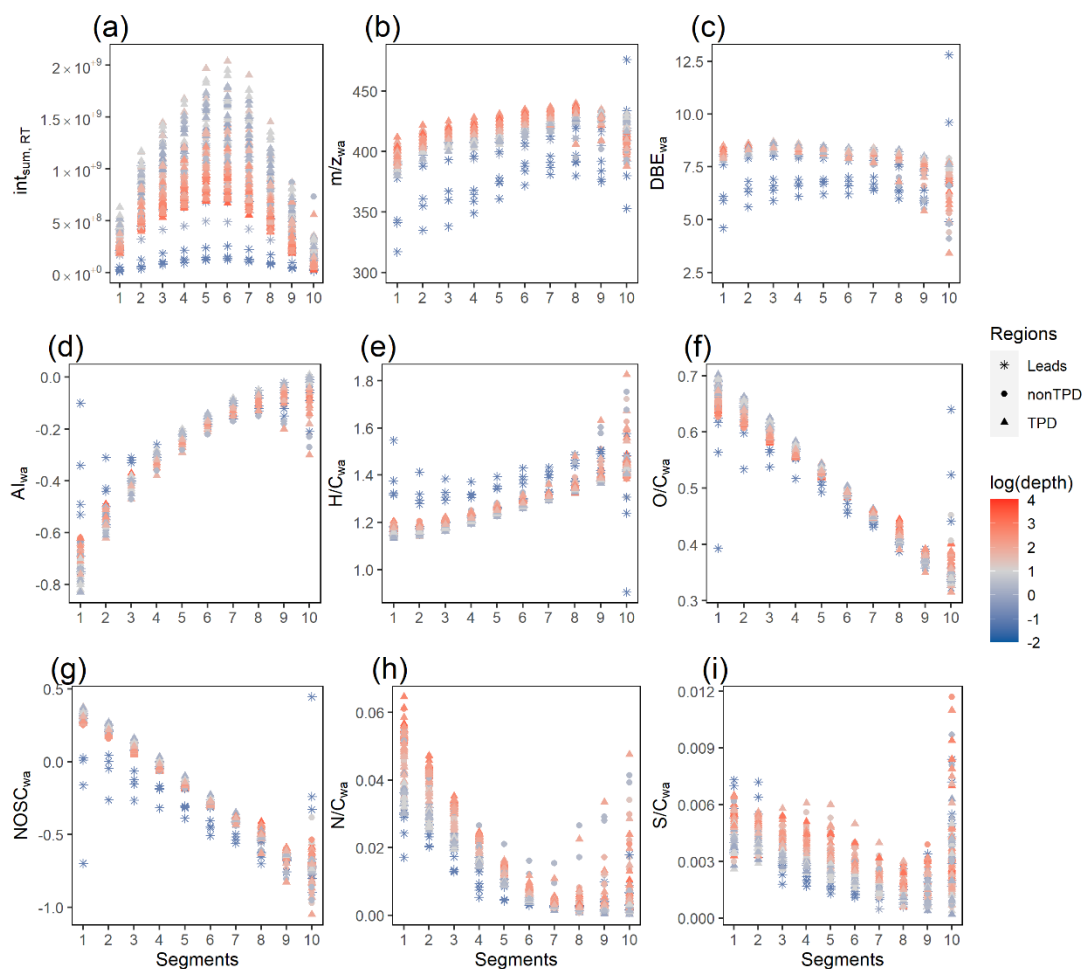 (a)
int_sum, RT
2 × 10^+9
2 × 10^+9
1 × 10^+9
5 × 10^+8
0 × 10^+0
1 2 3 4 5 6 7 8 9 10
(b)
m/z_wa
450
400
350
300
1 2 3 4 5 6 7 8 9 10
(c)
DBE_wa
12.5
10.0
7.5
5.0
2.5
1 2 3 4 5 6 7 8 9 10
(d)
AI_wa
0.0
-0.2
-0.4
-0.6
-0.8
1 2 3 4 5 6 7 8 9 10
(e)
H/C_wa
1.8
1.6
1.4
1.2
1.0
1 2 3 4 5 6 7 8 9 10
(f)
O/C_wa
0.7
0.6
0.5
0.4
0.3
1 2 3 4 5 6 7 8 9 10
Regions
Leads
nonTPD
TPD
log(depth)
4
3
2
1
0
-1
-2
(g)
NOSC_wa
0.5
0.0
-0.5
-1.0
1 2 3 4 5 6 7 8 9 10
Segments
(h)
N/C_wa
0.06
0.04
0.02
0.00
1 2 3 4 5 6 7 8 9 10
Segments
(i)
S/C_wa
0.012
0.009
0.006
0.003
0.000
1 2 3 4 5 6 7 8 9 10
Segments